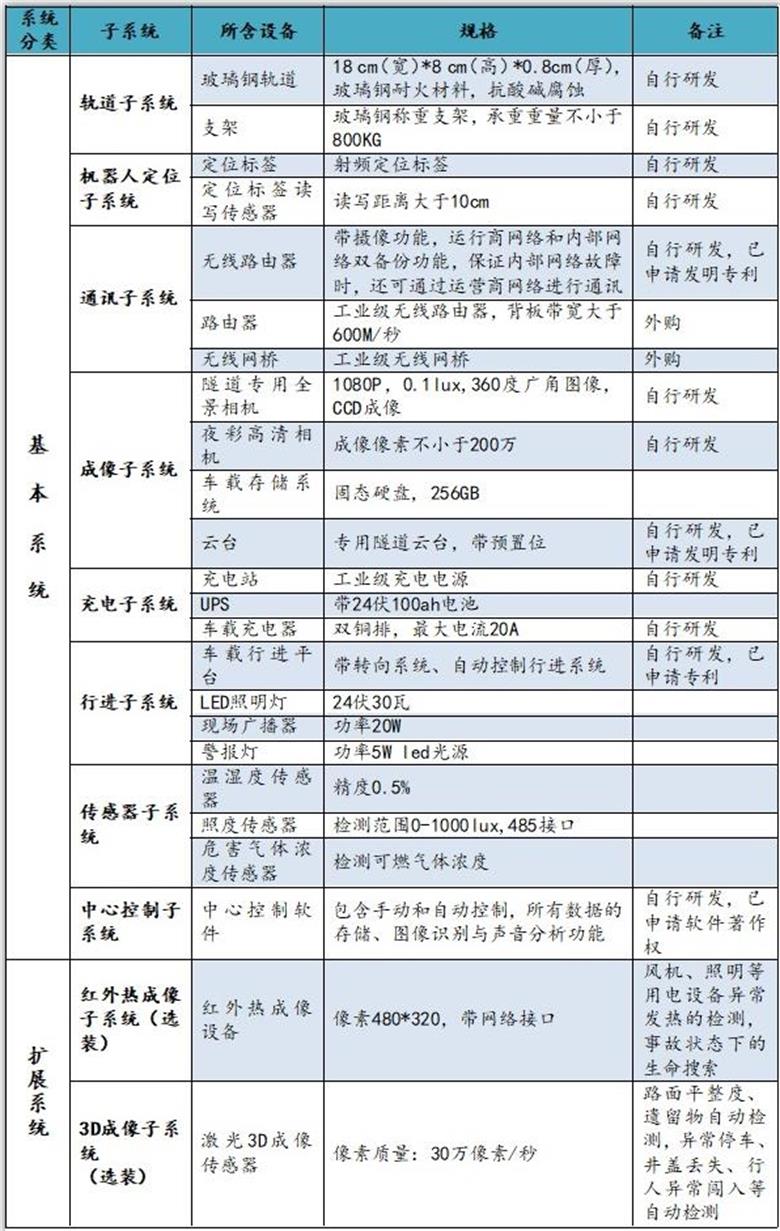 系统
分类
子系统
所含设备
规格
备注
基
本
系
统
轨道子系统
玻璃钢轨道
18 cm(宽)*8 cm(高)*0.8cm(厚),
玻璃钢耐火材料, 抗酸碱腐蚀
自行研发
支架
玻璃钢称重支架, 承重重量不小于
800KG
自行研发
机器人定位
子系统
定位标签
射频定位标签
自行研发
定位标签读
写传感器
读写距离大于10cm
自行研发
通讯子系统
无线路由器
带摄像功能, 运行商网络和内部网
络双备份功能, 保证内部网络故障
时, 还可通过运营商网络进行通讯
自行研发, 已
申请发明专利
路由器
工业级无线路由器, 背板带宽大于
600M/秒
外购
无线网桥
工业级无线网桥
外购
成像子系统
隧道专用全
景相机
1080P, 0.1lux,360度广角图像,
CCD成像
自行研发
夜彩高清相
机
成像像素不小于200万
自行研发
车载存储系
统
固态硬盘, 256GB
云台
专用隧道云台, 带预置位
自行研发, 已
申请发明专利
充电子系统
充电站
工业级充电电源
自行研发
UPS
带24伏100ah电池
车载充电器
双铜排, 最大电流20A
自行研发
行进子系统
车载行进平
台
带转向系统、自动控制行进系统
自行研发, 已
申请专利
LED照明灯
24伏30瓦
现场广播器
功率20W
警报灯
功率5W led光源
传感器子系
统
温湿度传感
器
精度0.5%
照度传感器
检测范围0-1000lux,485接口
危害气体浓
度传感器
检测可燃气体浓度
中心控制子
系统
中心控制软
件
包含手动和自动控制, 所有数据的
存储、图像识别与声音分析功能
自行研发, 已
申请软件著作
权
扩
展
系
统
红外热成像
子系统（选
装）
红外热成像
设备
像素480*320, 带网络接口
风机、照明等
用电设备异常
发热的检测,
事故状态下的
生命搜索
3D成像子系
统
（选装）
激光3D成像
传感器
像素质量: 30万像素/秒
路面平整度、
遗留物自动检
测, 异常停车、
井盖丢失、行
人异常闯入等
自动检测